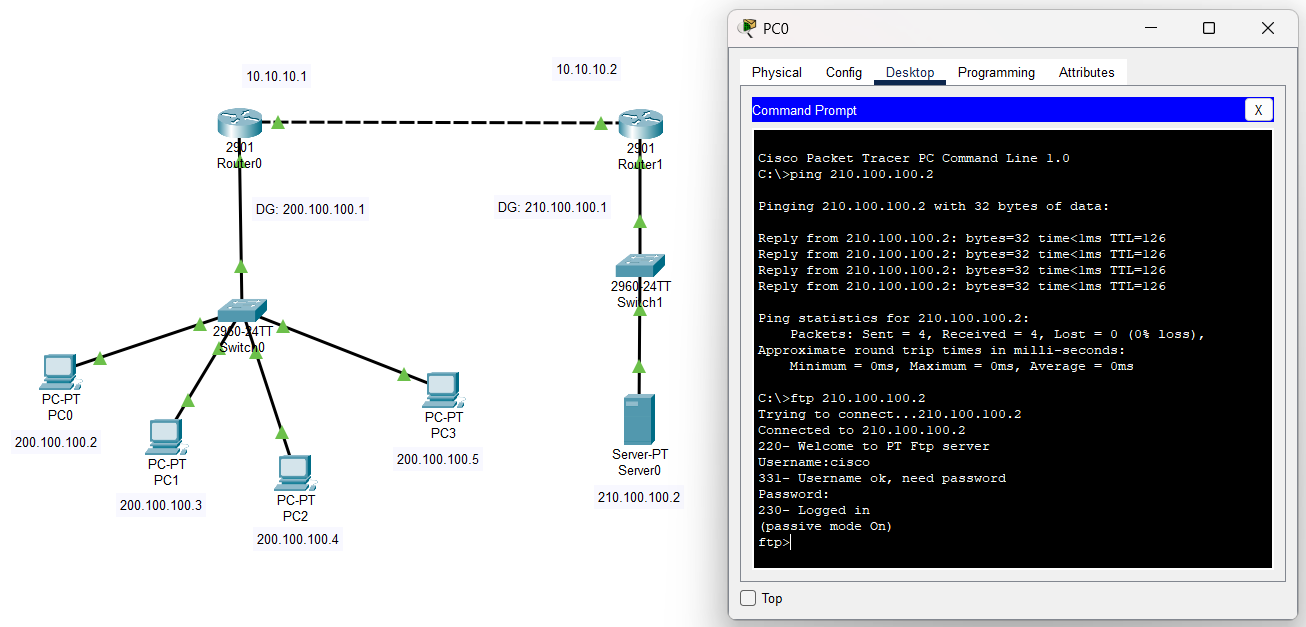 10.10.10.1
10.10.10.2
2901
Router0
2901
Router1
DG: 200.100.100.1
DG: 210.100.100.1
2960-24TT
Switch1
2960-24TT
Switch0
PC-PT
PC0
200.100.100.2
PC-PT
PC1
200.100.100.3
PC-PT
PC2
200.100.100.4
PC-PT
PC3
200.100.100.5
Server-PT
Server0
210.100.100.2
PC0
Physical Config Desktop Programming Attributes
Command Prompt
X
Cisco Packet Tracer PC Command Line 1.0
C:\>ping 210.100.100.2
Pinging 210.100.100.2 with 32 bytes of data:
Reply from 210.100.100.2: bytes=32 time<1ms TTL=126
Reply from 210.100.100.2: bytes=32 time<1ms TTL=126
Reply from 210.100.100.2: bytes=32 time<1ms TTL=126
Reply from 210.100.100.2: bytes=32 time<1ms TTL=126
Ping statistics for 210.100.100.2:
Packets: Sent = 4, Received = 4, Lost = 0 (0% loss),
Approximate round trip times in milli-seconds:
Minimum = 0ms, Maximum = 0ms, Average = 0ms
C:\>ftp 210.100.100.2
Trying to connect...210.100.100.2
Connected to 210.100.100.2
220- Welcome to PT Ftp server
Username:cisco
331- Username ok, need password
Password:
230- Logged in
(passive mode On)
ftp>
Top